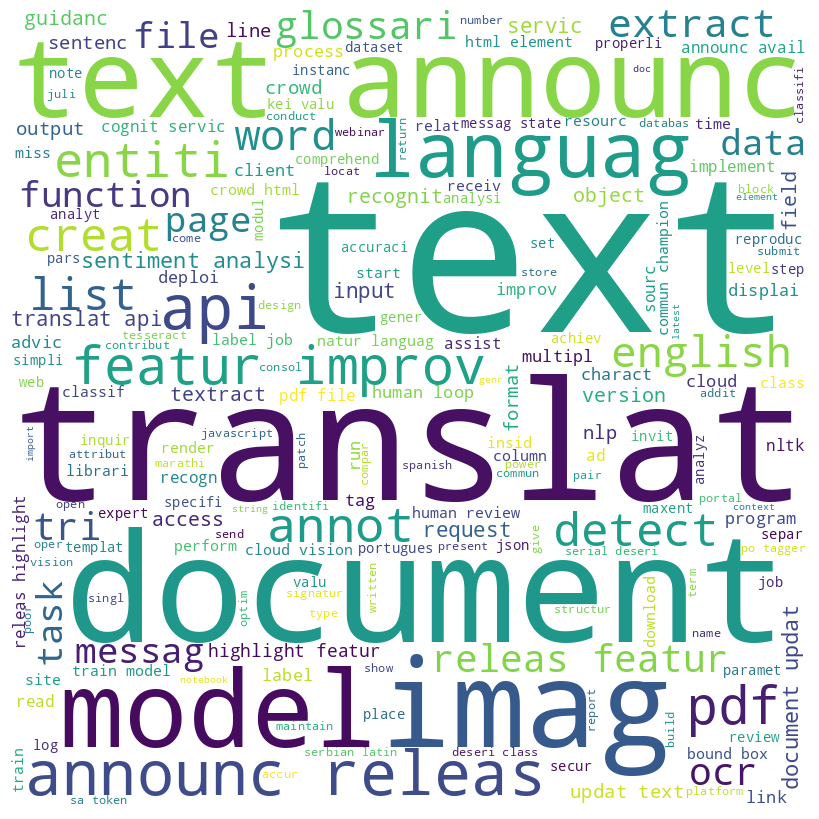 guidanc
sentenc
file
line
glossari
number
html element
servic
extract
properli
announc avail
note
juli
process
dataset
instanc
crowd
kei valu
conduct
text announc
doc
classifi
output
miss
cognit servic
word
webinar
return
relat
messag state
resourc
databas
time
data
entiti
client
comprehend
locat
languag
implement
function
analyt
crowd html
modul
recognit
analysi
receiv
object
block
element
field
creat
page
come
pars
sentiment analysi
deploi
accuraci
start
set
store
text
sourc
commun champion
reproduc
submit
level
step
displai
list
api
input
improv
design
gener
translat api
tesseract
contribut
label job
natur languag
assist
achiev
multipl
latest
english
advic
simpli
web
consol
featur
improv
genr
classif
textract
pdf file
human loop
format
charact
version
cloud
addit
class
translat
import
inquir
attribut
librari
render
marathi
recogn
javascript
patch
run
compar
spanish
insid
column
power
commun
nlp
ad
pair
invit
analyz
nltk
maxent
portal
context
open
expert
specifi
string
identifi
tag
human review
json
program
separ
releas highlight
tri
oper
vision
templat
access
send
perform
annot
cloud vision
portugues
request
present
give
detect
serial deseri
po tagger
job
poor
task
singl
document
optim
valu
signatur
type
written
structur
download
term
name
document updat
messag
highlight featur
releas featur
paramet
site
train model
label
show
read
notebook
place
maintain
model
imag
report
build
pdf
review
log
train
serbian latin
deseri class
bound box
announc releas
accur
secur
ocr
sa token
updat text
platform
link